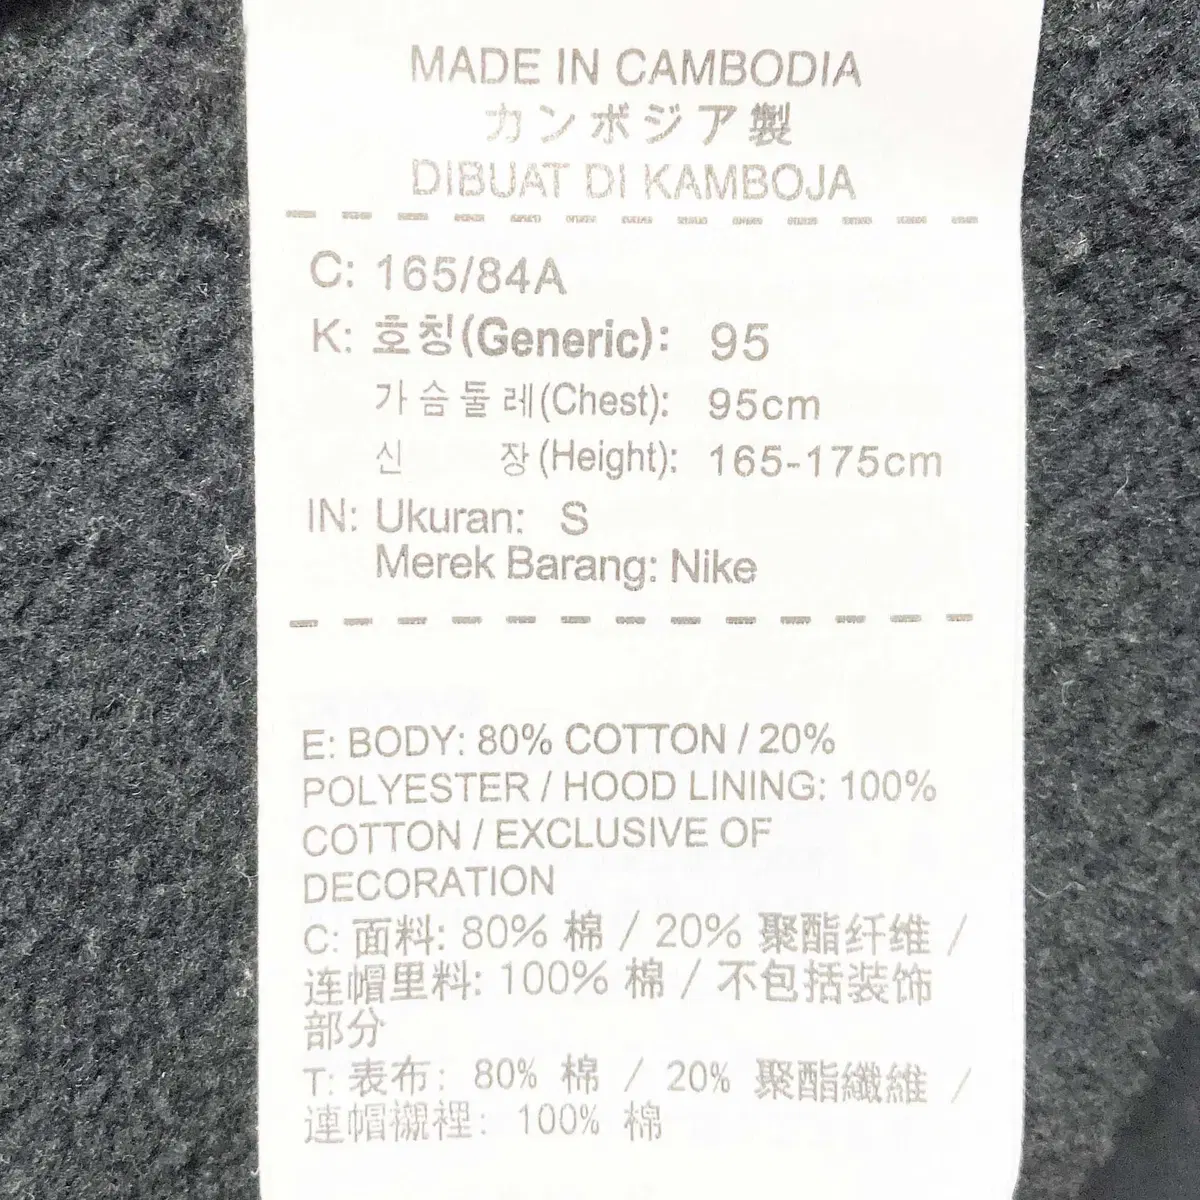 MADE IN CAMBODIA
カンボジア製
DIBUAT DI KAMBOJA
C: 165/84A
K: 호칭(Generic): 95
가슴둘레(Chest): 95cm
신 장(Height): 165-175cm
IN: Ukuran: S
Merek Barang: Nike
E: BODY: 80% COTTON / 20%
POLYESTER / HOOD LINING: 100%
COTTON / EXCLUSIVE OF
DECORATION
C: 面料: 80% 棉 / 20% 聚酯纤维 /
连帽里料: 100% 棉 / 不包括装饰
部分
T: 表布: 80% 棉 / 20% 聚酯纖維 /
連帽襯裡: 100% 棉